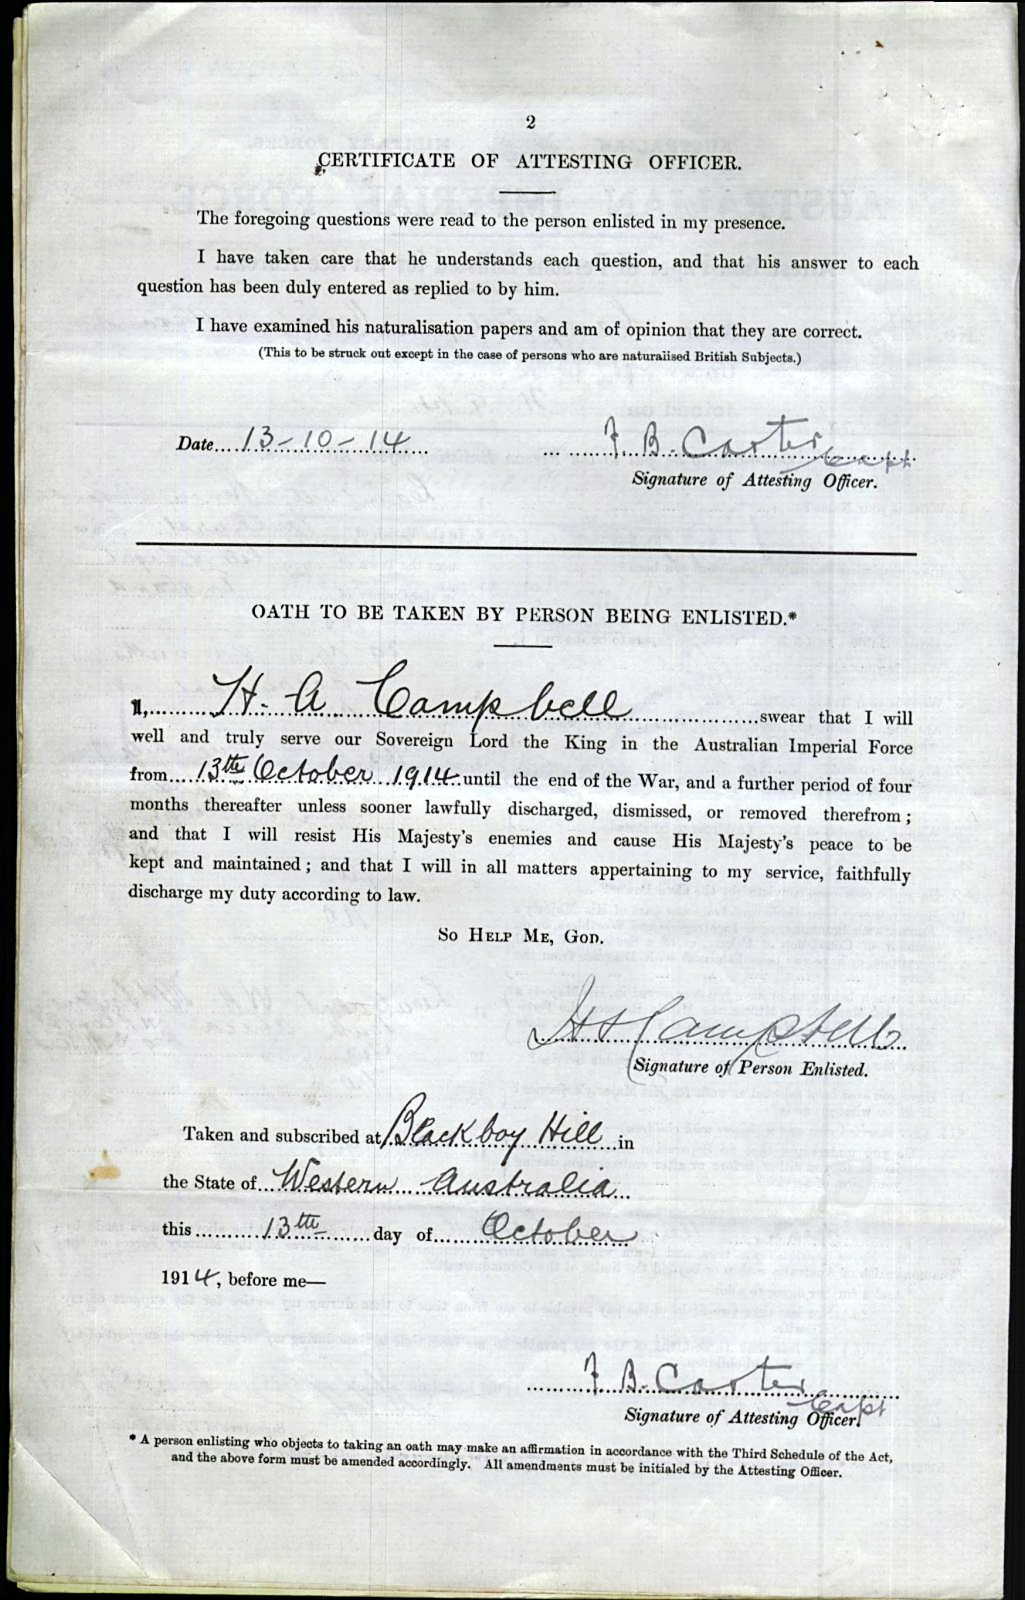 2
CERTIFICATE OF ATTESTING OFFICER.
The foregoing questions were read to the person enlisted in my presence.
I have taken care that he understands each question, and that his answer to each
question has been duly entered as replied to by him.
I have examined his naturalisation papers and am of opinion that they are correct.
(This to be struck out except in the case of persons who are naturalised British Subjects.)
Date 13-10-14 F B. Carter Capt
Signature of Attesting Officer.
OATH TO BE TAKEN BY PERSON BEING ENLISTED.*
I, H. A Campbell swear that I will
well and truly serve our Sovereign Lord the King in the Australian Imperial Force
from 13th October 1914 until the end of the War, and a further period of four
months thereafter unless sooner lawfully discharged, dismissed, or removed therefrom;
and that I will resist His Majesty's enemies and cause His Majesty's peace to be
kept and maintained; and that I will in all matters appertaining to my service, faithfully
discharge my duty according to law.
So Help Me, God.
H A Campbell
Signature of Person Enlisted.
Taken and subscribed at Blackboy Hill in
the State of Western Australia
this 13th day of October
1914, before me—
F B. Carter Capt
Signature of Attesting Officer.
* A person enlisting who objects to taking an oath may make an affirmation in accordance with the Third Schedule of the Act,
and the above form must be amended accordingly. All amendments must be initialed by the Attesting Officer.